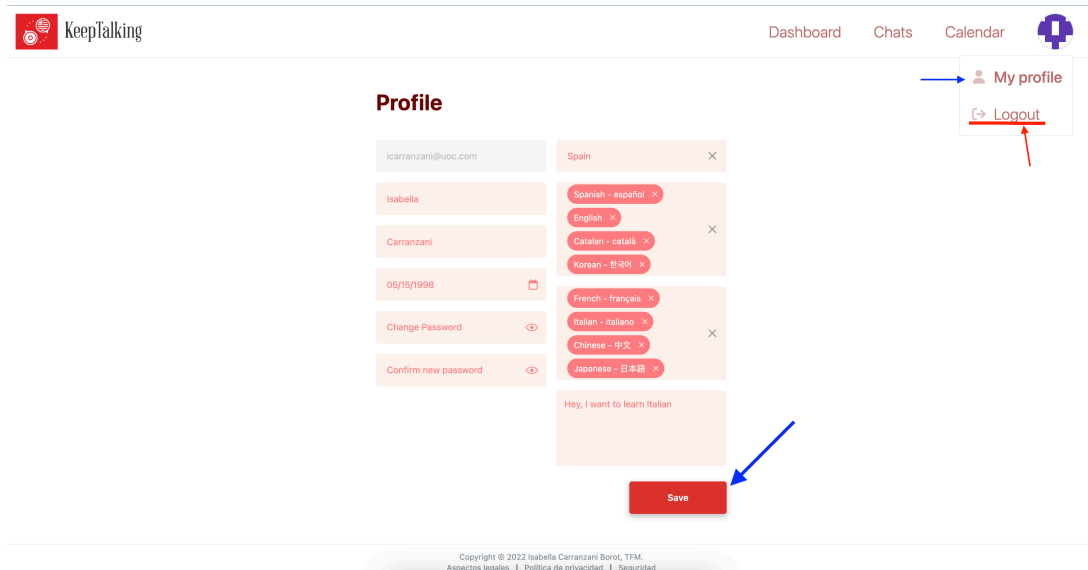 KeepTalking
Dashboard Chats Calendar
My profile
Logout
Profile
icarranzani@uoc.com
Isabella
Carranzani
05/15/1998
Change Password
Confirm new password
Spain
Spanish - español
English
Catalan - català
Korean - 한국어
French - français
Italian - italiano
Chinese - 中文
Japanese - 日本語
Hey, I want to learn Italian
Save
Copyright © 2022 Isabella Carranzani Borot, TFM.
Aspectos legales | Política de privacidad | Seguridad